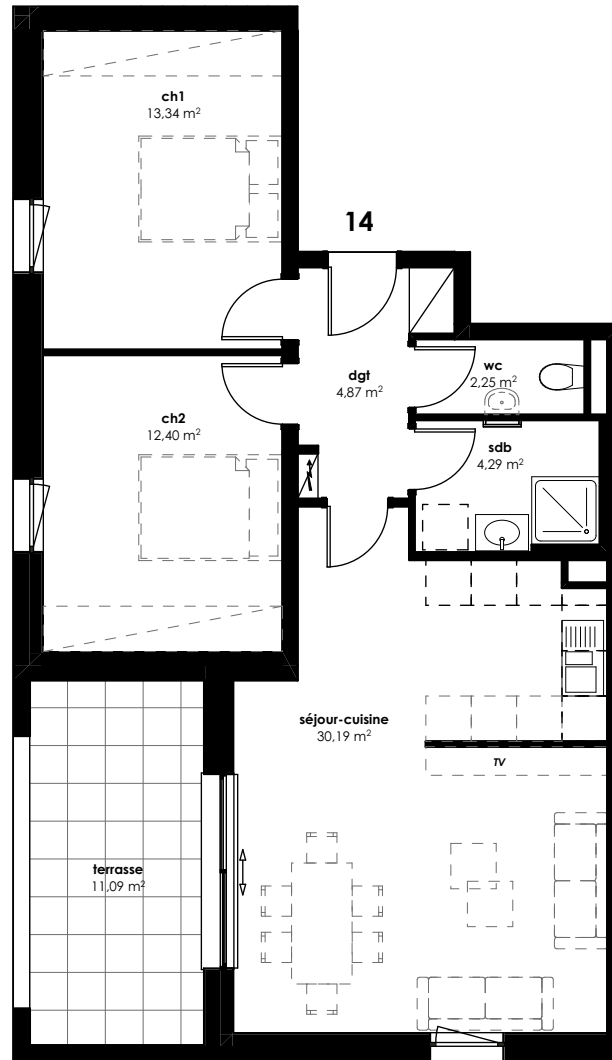 ch1
13,34 m²
14
dgt
4,87 m²
wc
2,25 m²
ch2
12,40 m²
sdb
4,29 m²
séjour-cuisine
30,19 m²
TV
terrasse
11,09 m²